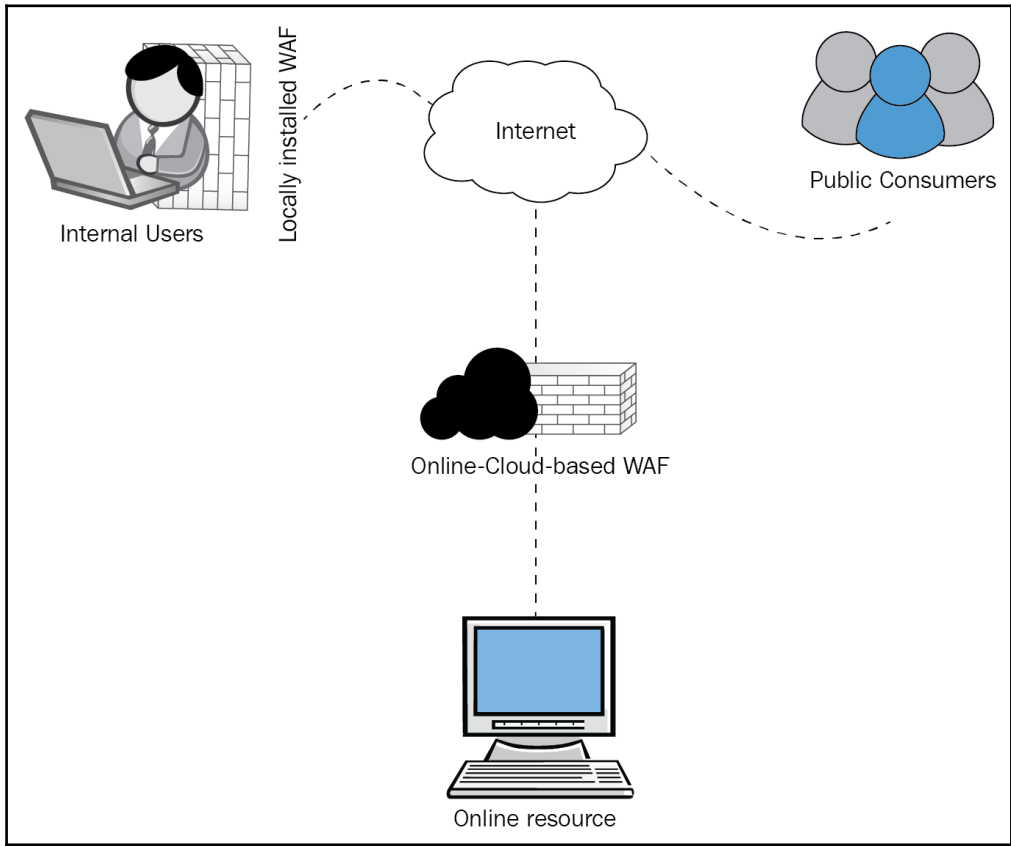 Locally installed WAF
Internet
Public Consumers
Internal Users
Online-Cloud-based WAF
Online resource